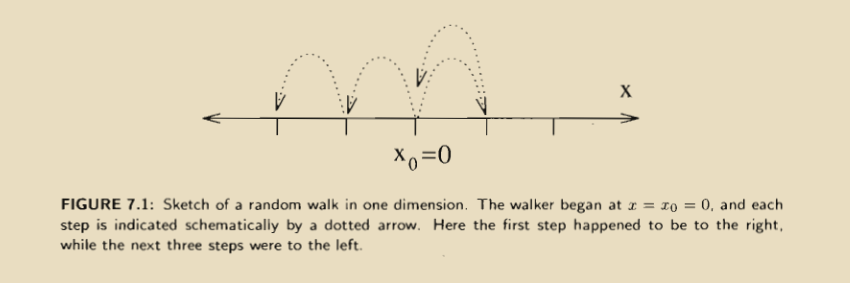 x
x₀=0
FIGURE 7.1: Sketch of a random walk in one dimension. The walker began at x = x₀ = 0, and each
step is indicated schematically by a dotted arrow. Here the first step happened to be to the right,
while the next three steps were to the left.